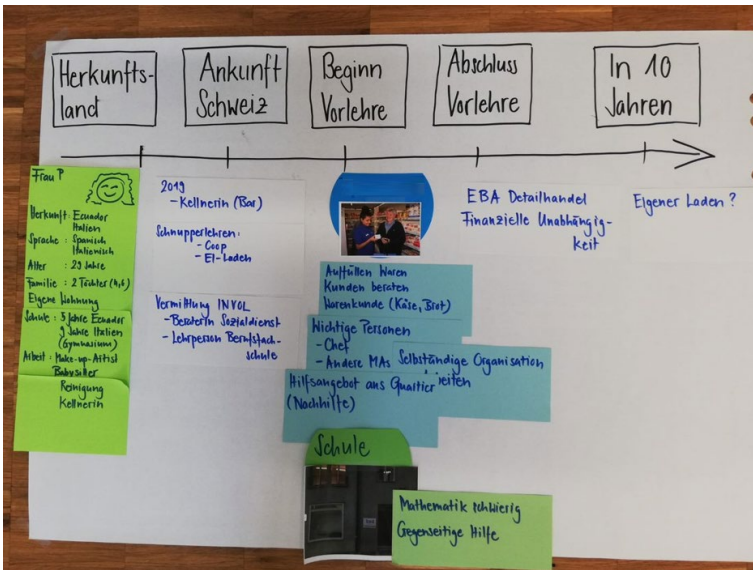 Herkunfts-
land
Ankunft
Schweiz
Beginn
Vorlehre
Abschluss
Vorlehre
In 10
Jahren
Frau P
Herkunft: Ecuador
Italien
Sprache: Spanisch
Italienisch
Alter: 29 Jahre
Familie: 2 Töchter (4,6)
Eigene Wohnung
Schule: 3 Jahre Ecuador
9 Jahre Italien
(Gymnasium)
Arbeit: Make-up-Artist
Babysitter
Reinigung
Kellnerin
2019
- Kellnerin (Bar)
Schnupperlehren:
- Coop
- El-Laden
Vermittlung INVOL
- Beraterin Sozialdienst
- Lehrperson Berufsfach-
schule
Auffüllen Waren
Kunden beraten
Warenkunde (Käse, Brot)
Wichtige Personen
- Chef
- Andere MAs
Selbständige Organisation
eiten
Hilfsangebot aus Quartier
(Nachhilfe)
Schule
Mathematik schwierig
Gegenseitige Hilfe
EBA Detailhandel
Finanzielle Unabhängig-
keit
Eigener Laden?